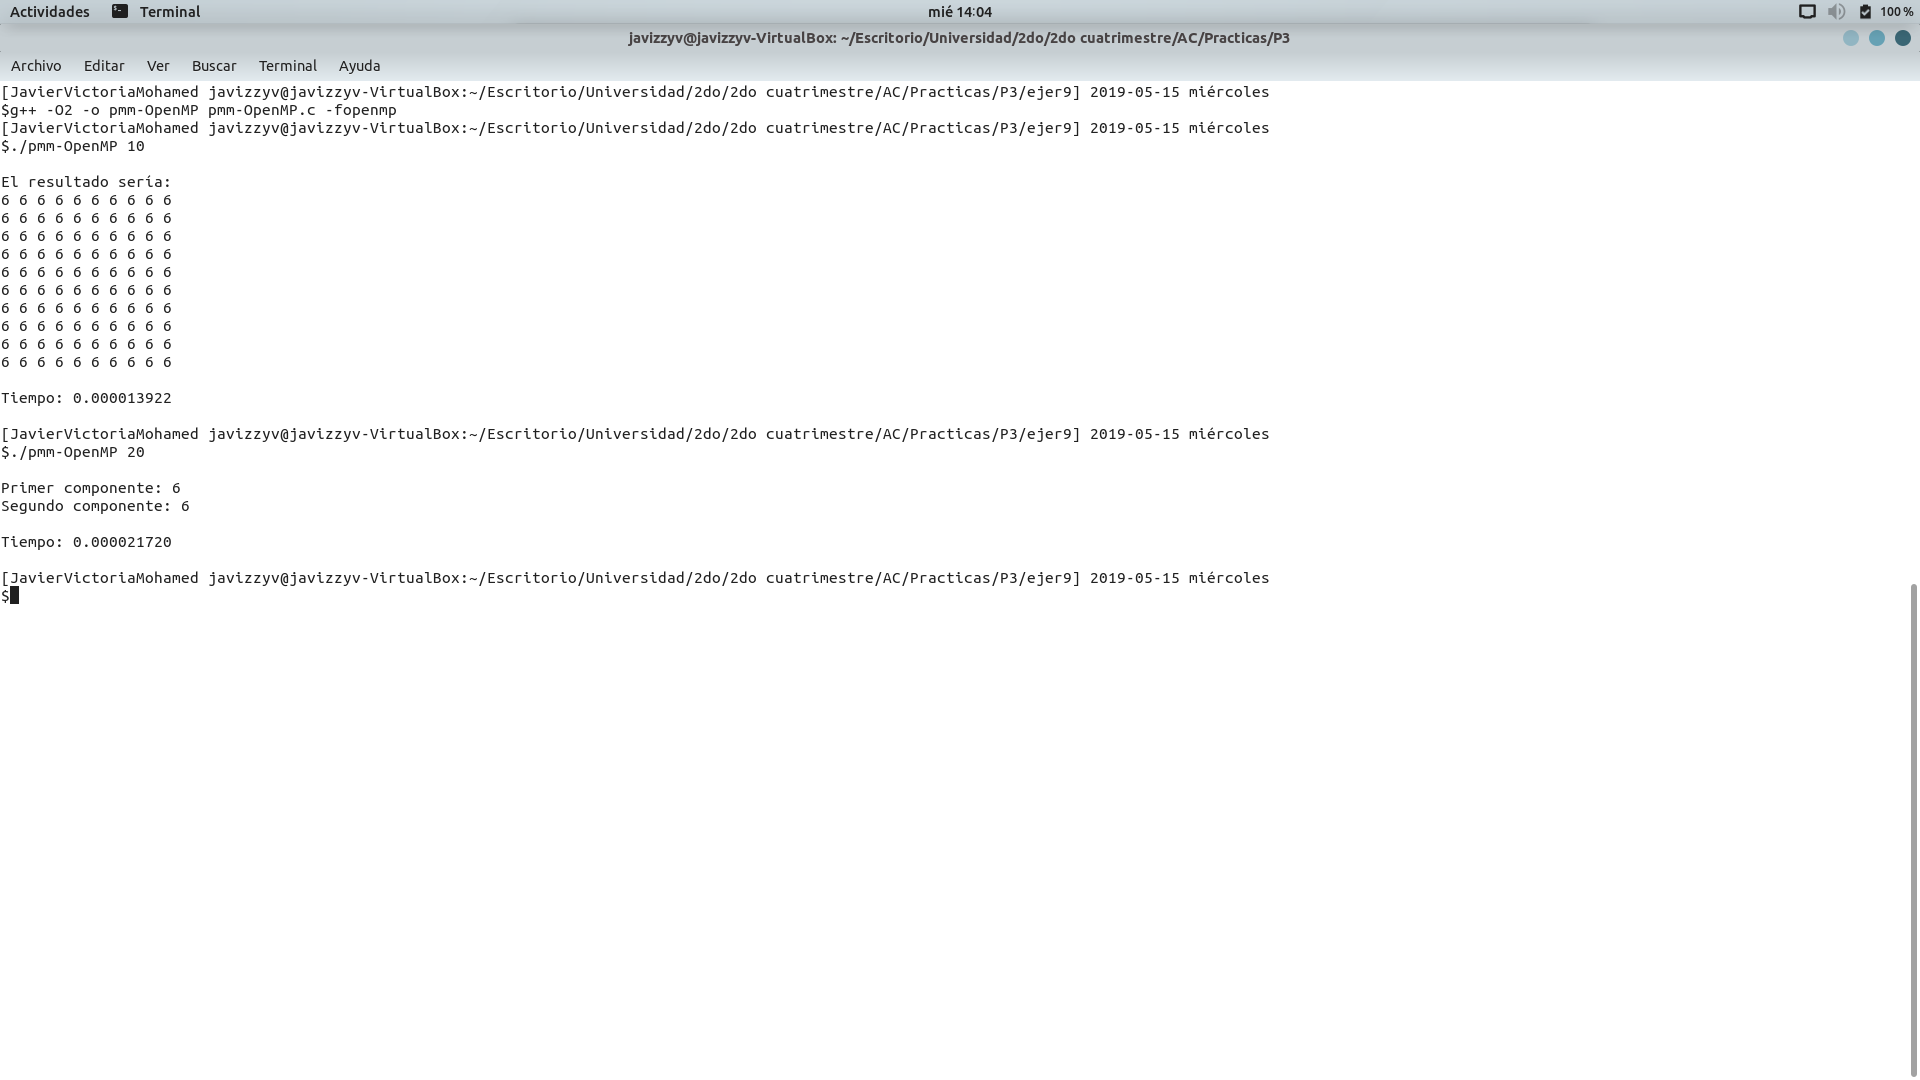 Actividades Terminal mié 14:04 100 %
javizzyv@javizzyv-VirtualBox: ~/Escritorio/Universidad/2do/2do cuatrimestre/AC/Practicas/P3
Archivo Editar Ver Buscar Terminal Ayuda
[JavierVictoriaMohamed javizzyv@javizzyv-VirtualBox:~/Escritorio/Universidad/2do/2do cuatrimestre/AC/Practicas/P3/ejer9] 2019-05-15 miércoles
$g++ -O2 -o pmm-OpenMP pmm-OpenMP.c -fopenmp
[JavierVictoriaMohamed javizzyv@javizzyv-VirtualBox:~/Escritorio/Universidad/2do/2do cuatrimestre/AC/Practicas/P3/ejer9] 2019-05-15 miércoles
$./pmm-OpenMP 10
El resultado sería:
6 6 6 6 6 6 6 6 6 6
6 6 6 6 6 6 6 6 6 6
6 6 6 6 6 6 6 6 6 6
6 6 6 6 6 6 6 6 6 6
6 6 6 6 6 6 6 6 6 6
6 6 6 6 6 6 6 6 6 6
6 6 6 6 6 6 6 6 6 6
6 6 6 6 6 6 6 6 6 6
6 6 6 6 6 6 6 6 6 6
6 6 6 6 6 6 6 6 6 6
Tiempo: 0.000013922
[JavierVictoriaMohamed javizzyv@javizzyv-VirtualBox:~/Escritorio/Universidad/2do/2do cuatrimestre/AC/Practicas/P3/ejer9] 2019-05-15 miércoles
$./pmm-OpenMP 20
Primer componente: 6
Segundo componente: 6
Tiempo: 0.000021720
[JavierVictoriaMohamed javizzyv@javizzyv-VirtualBox:~/Escritorio/Universidad/2do/2do cuatrimestre/AC/Practicas/P3/ejer9] 2019-05-15 miércoles
$